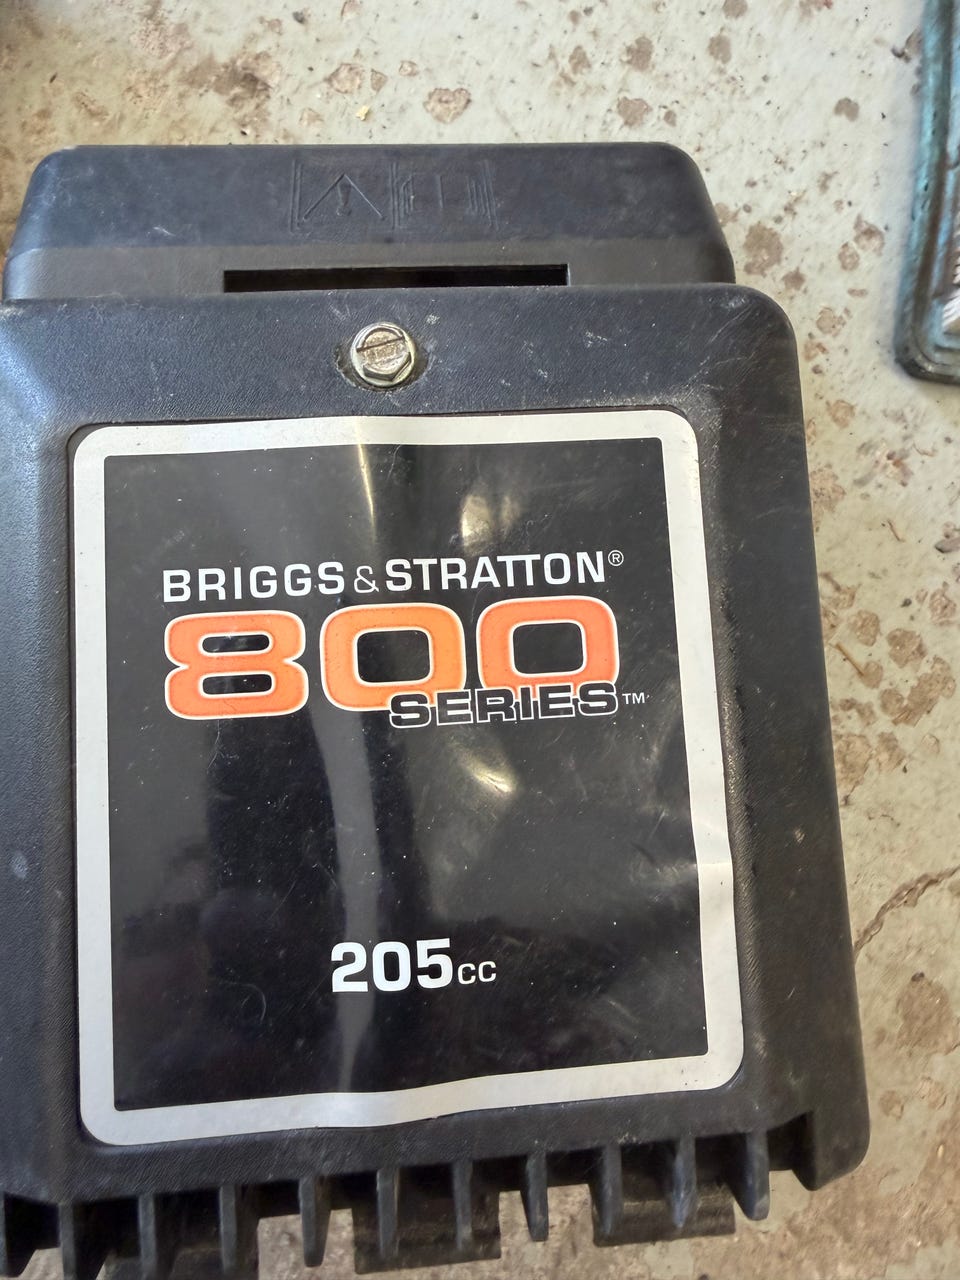 BRIGGS & STRATTON®
800
SERIES™
205cc